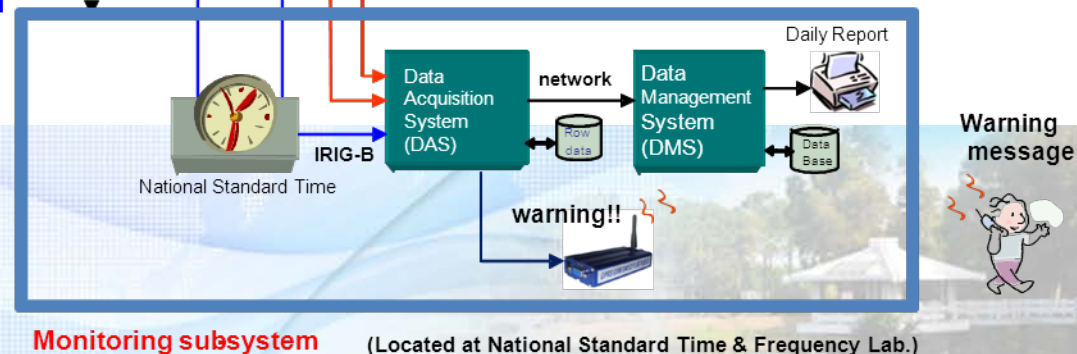 Daily Report
Data
Acquisition
System
(DAS)
network
Data
Management
System
(DMS)
Row
data
Data
Base
IRIG-B
National Standard Time
warning!!
Warning
message
Monitoring subsystem
(Located at National Standard Time & Frequency Lab.)